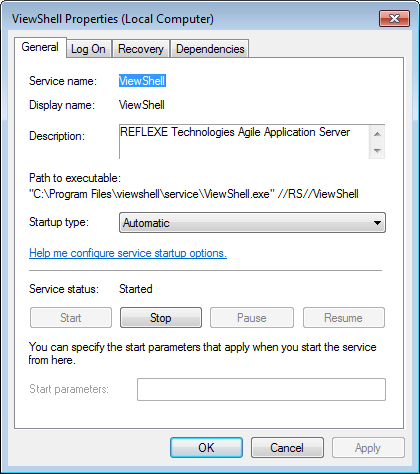 ViewShell Properties (Local Computer)
General Log On Recovery Dependencies
Service name: ViewShell
Display name: ViewShell
Description: REFLEXE Technologies Agile Application Server
Path to executable:
"C:\Program Files\viewshell\service\ViewShell.exe" //RS//ViewShell
Startup type: Automatic
Help me configure service startup options.
Service status: Started
Start Stop Pause Resume
You can specify the start parameters that apply when you start the service
from here.
Start parameters:
OK Cancel Apply